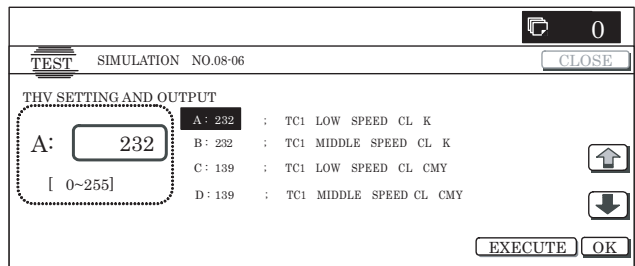 0
TEST SIMULATION NO.08-06 CLOSE
THV SETTING AND OUTPUT
A: 232
[ 0~255]
A : 232 ; TC1 LOW SPEED CL K
B : 232 ; TC1 MIDDLE SPEED CL K
C : 139 ; TC1 LOW SPEED CL CMY
D : 139 ; TC1 MIDDLE SPEED CL CMY
EXECUTE OK